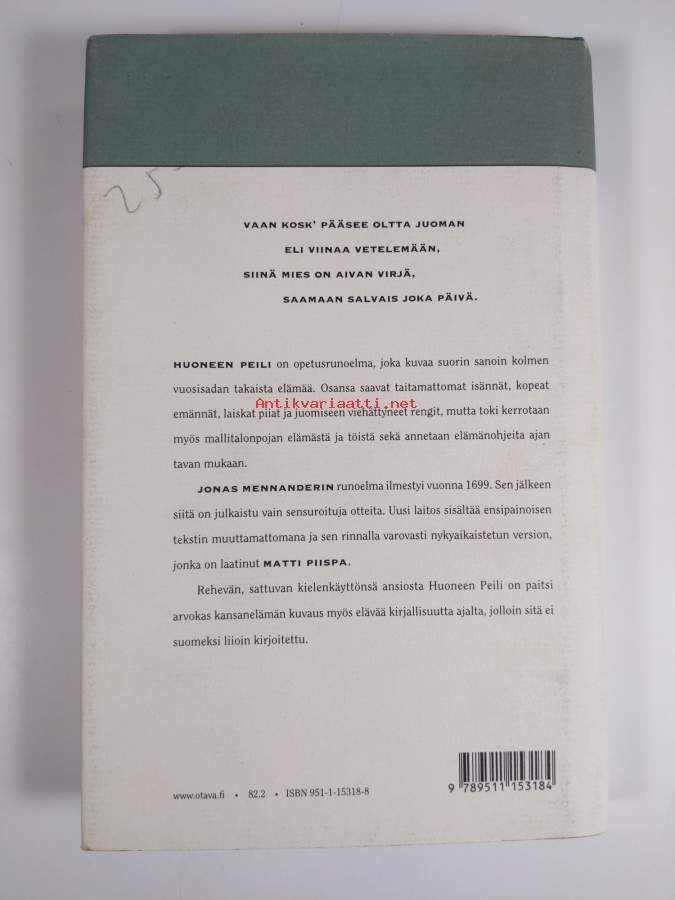 25-
VAAN KOSK' PÄÄSEE OLTTA JUOMAN
ELI VIINAA VETELEMÄÄN,
SIINÄ MIES ON AIVAN VIRJÄ,
SAAMAAN SALVAIS JOKA PÄIVÄ.
HUONEEN PEILI on opetusrunoelma, joka kuvaa suorin sanoin kolmen
vuosisadan takaista elämää. Osansa saavat taitamattomat isännät, kopeat
Antikvariaatti.net
emännät, laiskat piiat ja juomiseen viehättyneet rengit, mutta toki kerrotaan
myös mallitalonpojan elämästä ja töistä sekä annetaan elämänohjeita ajan
tavan mukaan.
JONAS MENNANDERIN runoelma ilmestyi vuonna 1699. Sen jälkeen
siitä on julkaistu vain sensuroituja otteita. Uusi laitos sisältää ensipainoisen
tekstin muuttamattomana ja sen rinnalla varovasti nykyaikaistetun version,
jonka on laatinut MATTI PIISPA.
Rehevän, sattuvan kielenkäyttönsä ansiosta Huoneen Peili on paitsi
arvokas kansanelämän kuvaus myös elävää kirjallisuutta ajalta, jolloin sitä ei
suomeksi liioin kirjoitettu.
www.otava.fi • 82.2 • ISBN 951-1-15318-8
9 789511 153184